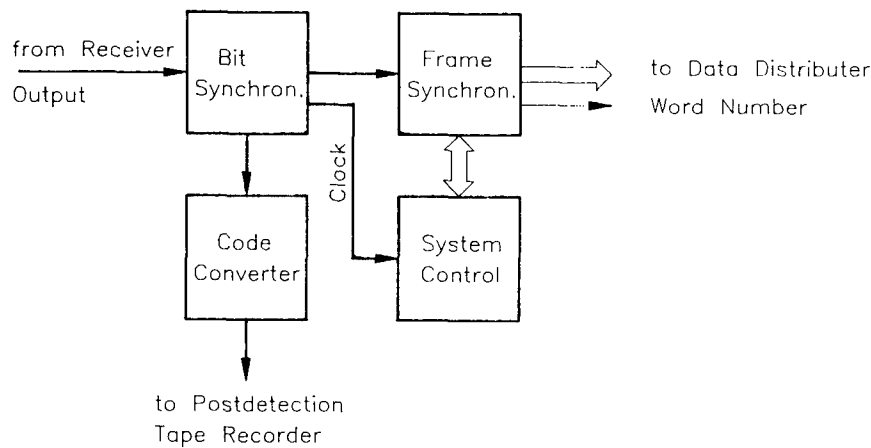 from Receiver
Output
Bit
Synchron.
Frame
Synchron.
to Data Distributer
Word Number
Clock
Code
Converter
System
Control
to Postdetection
Tape Recorder